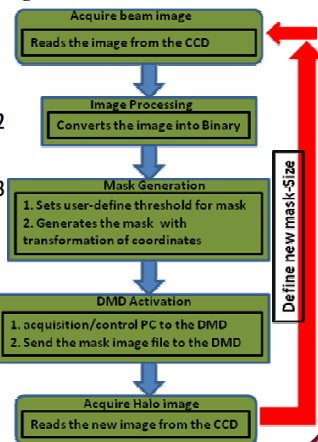 Acquire beam image
Reads the image from the CCD
2
Image Processing
Converts the image into Binary
3
Mask Generation
1. Sets user-define threshold for mask
2. Generates the mask with
transformation of coordinates
DMD Activation
1. acquisition/control PC to the DMD
2. Send the mask image file to the DMD
Acquire Halo image
Reads the new image from the CCD
Define new mask-Size